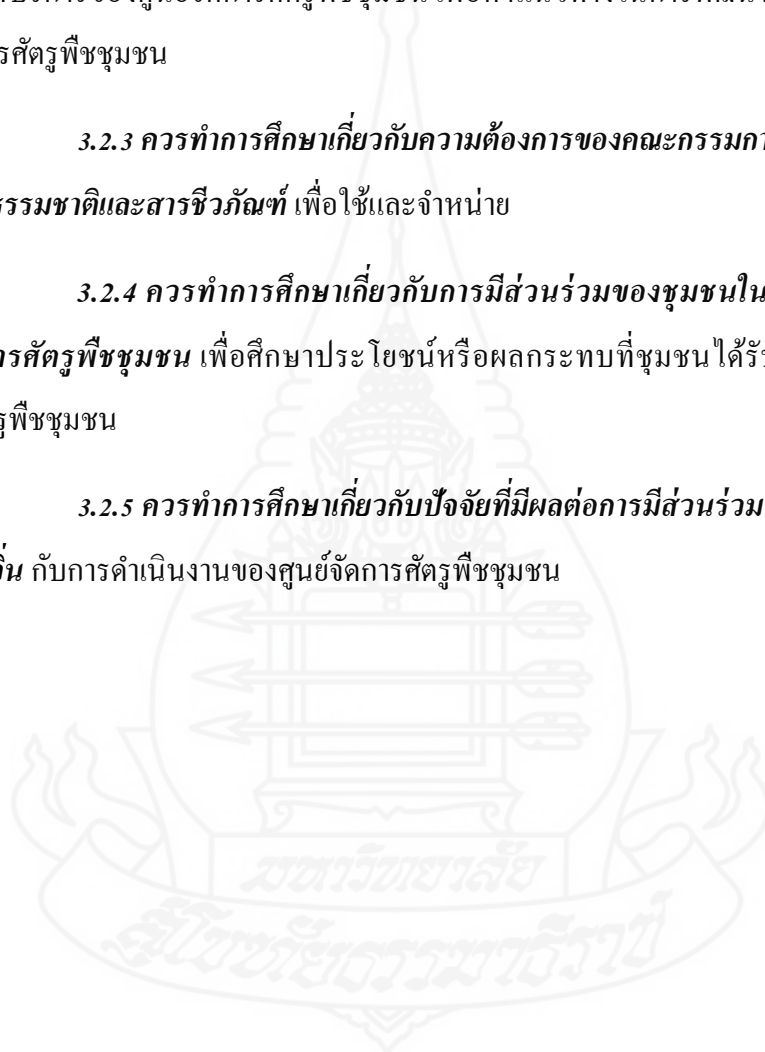 รศัตรูพืชชุมชน
3.2.3 ควรทำการศึกษาเกี่ยวกับความต้องการของคณะกรรมกา
ธรรมชาติและสารชีวภัณฑ์ เพื่อใช้และจำหน่าย
3.2.4 ควรทำการศึกษาเกี่ยวกับการมีส่วนร่วมของชุมชนใน
ารศัตรูพืชชุมชน เพื่อศึกษาประโยชน์หรือผลกระทบที่ชุมชนได้รับ
รูพืชชุมชน
3.2.5 ควรทำการศึกษาเกี่ยวกับปัจจัยที่มีผลต่อการมีส่วนร่วม
กับการดำเนินงานของศูนย์จัดการศัตรูพืชชุมชน
มหาวิทยาลัย
สุโขทัยธรรมาธิราช